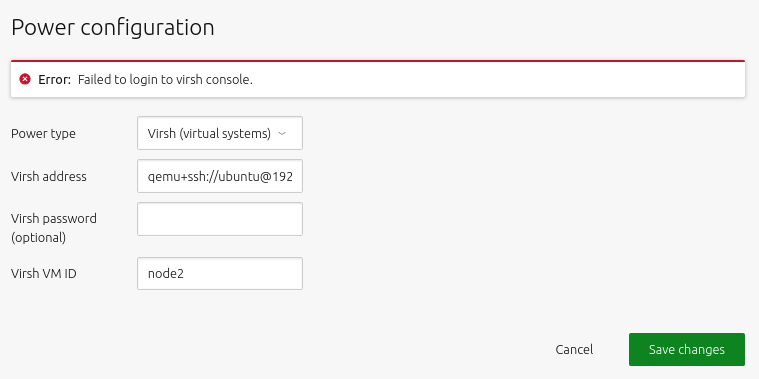 Power configuration
Error: Failed to login to virsh console.
Power type
Virsh (virtual systems)
Virsh address
qemu+ssh://ubuntu@192
Virsh password
(optional)
Virsh VM ID
node2
Cancel
Save changes